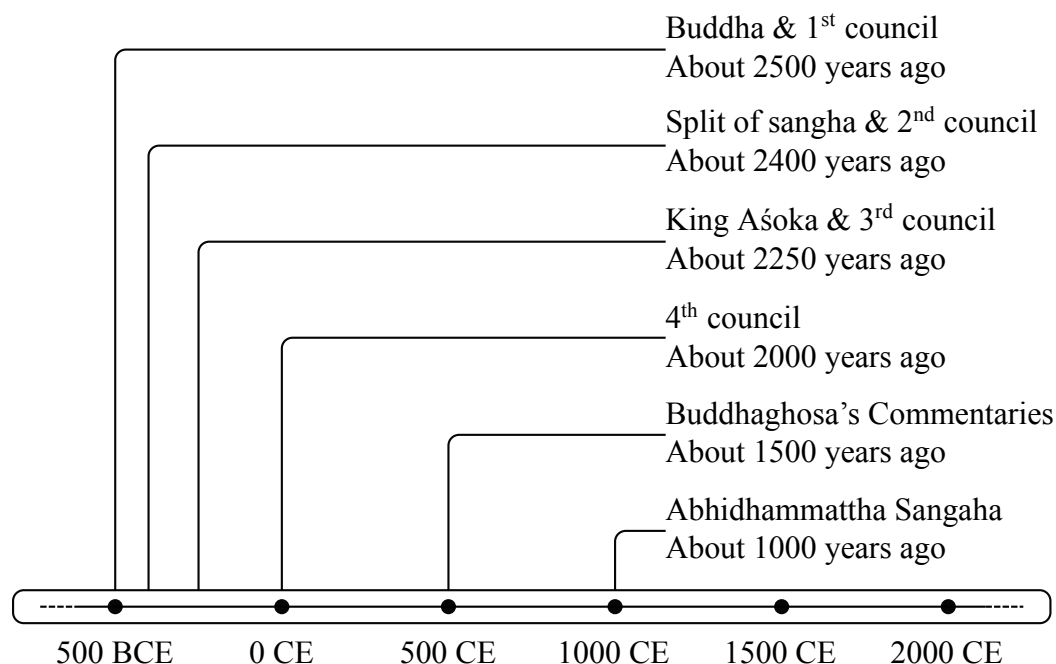 Buddha & 1st council
About 2500 years ago
Split of sangha & 2nd council
About 2400 years ago
King Aśoka & 3rd council
About 2250 years ago
4th council
About 2000 years ago
Buddhaghosa’s Commentaries
About 1500 years ago
Abhidhammattha Sangaha
About 1000 years ago
500 BCE 0 CE 500 CE 1000 CE 1500 CE 2000 CE